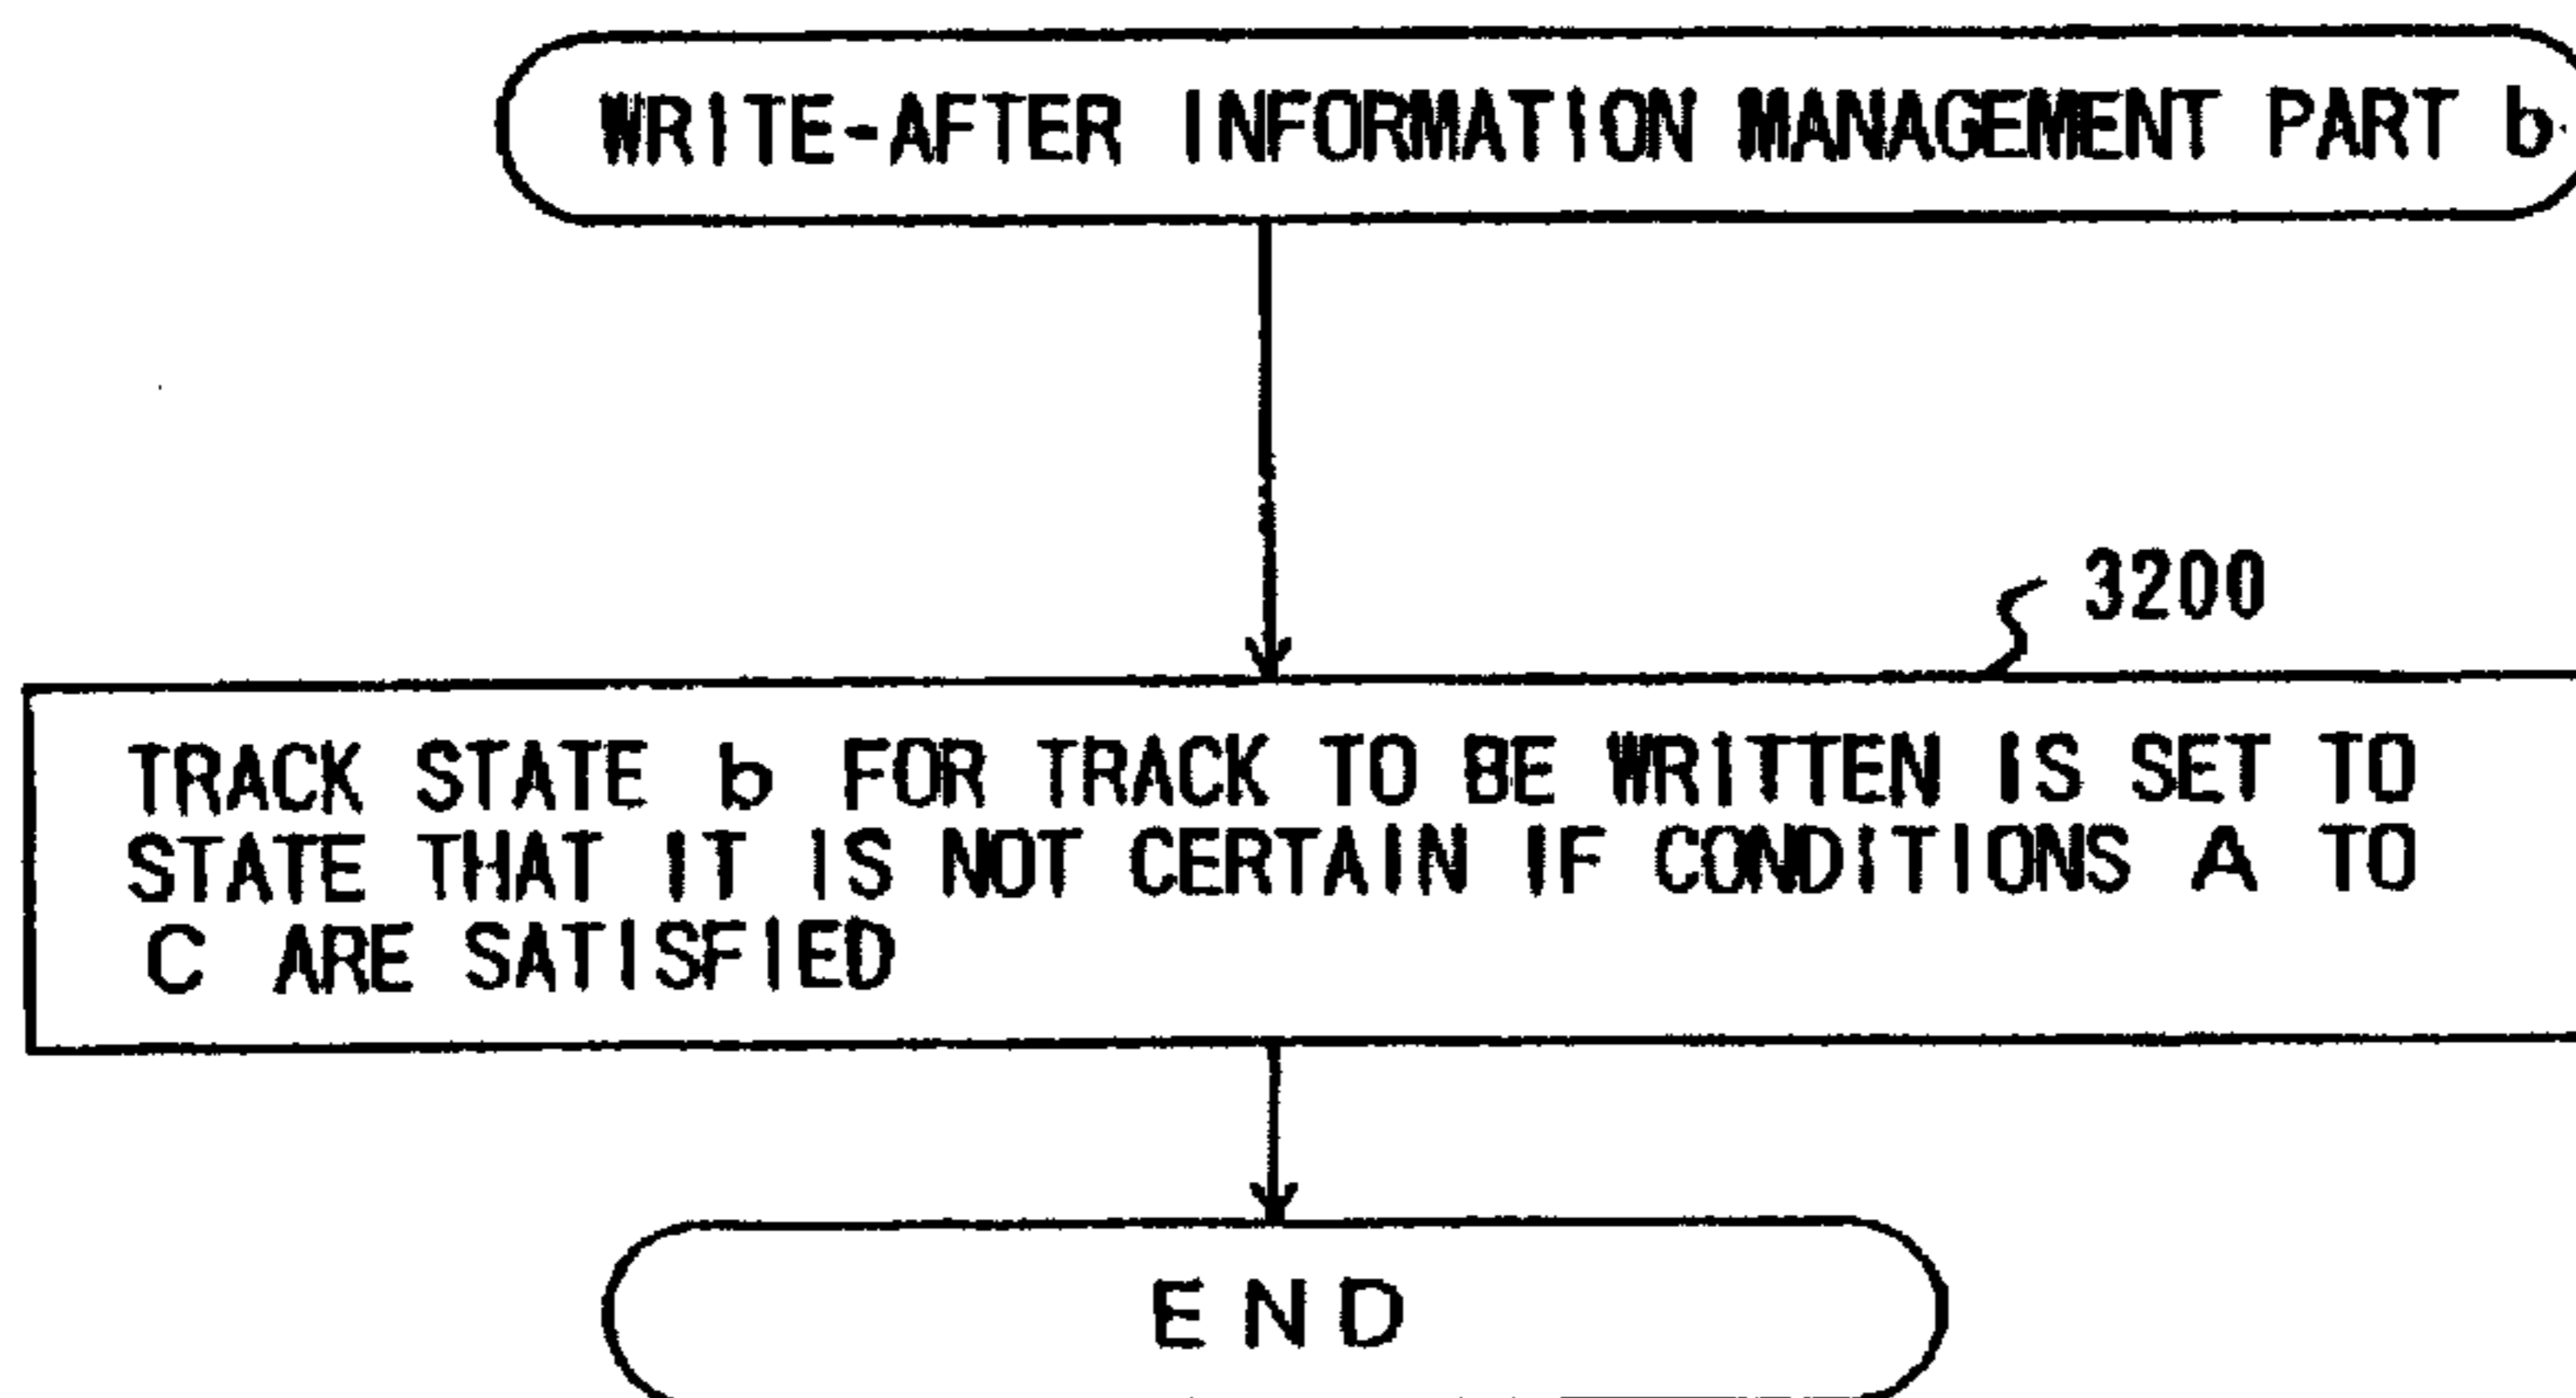 WRITE-AFTER INFORMATION MANAGEMENT PART b
3200
TRACK STATE b FOR TRACK TO BE WRITTEN IS SET TO
STATE THAT IT IS NOT CERTAIN IF CONDITIONS A TO
C ARE SATISFIED
END